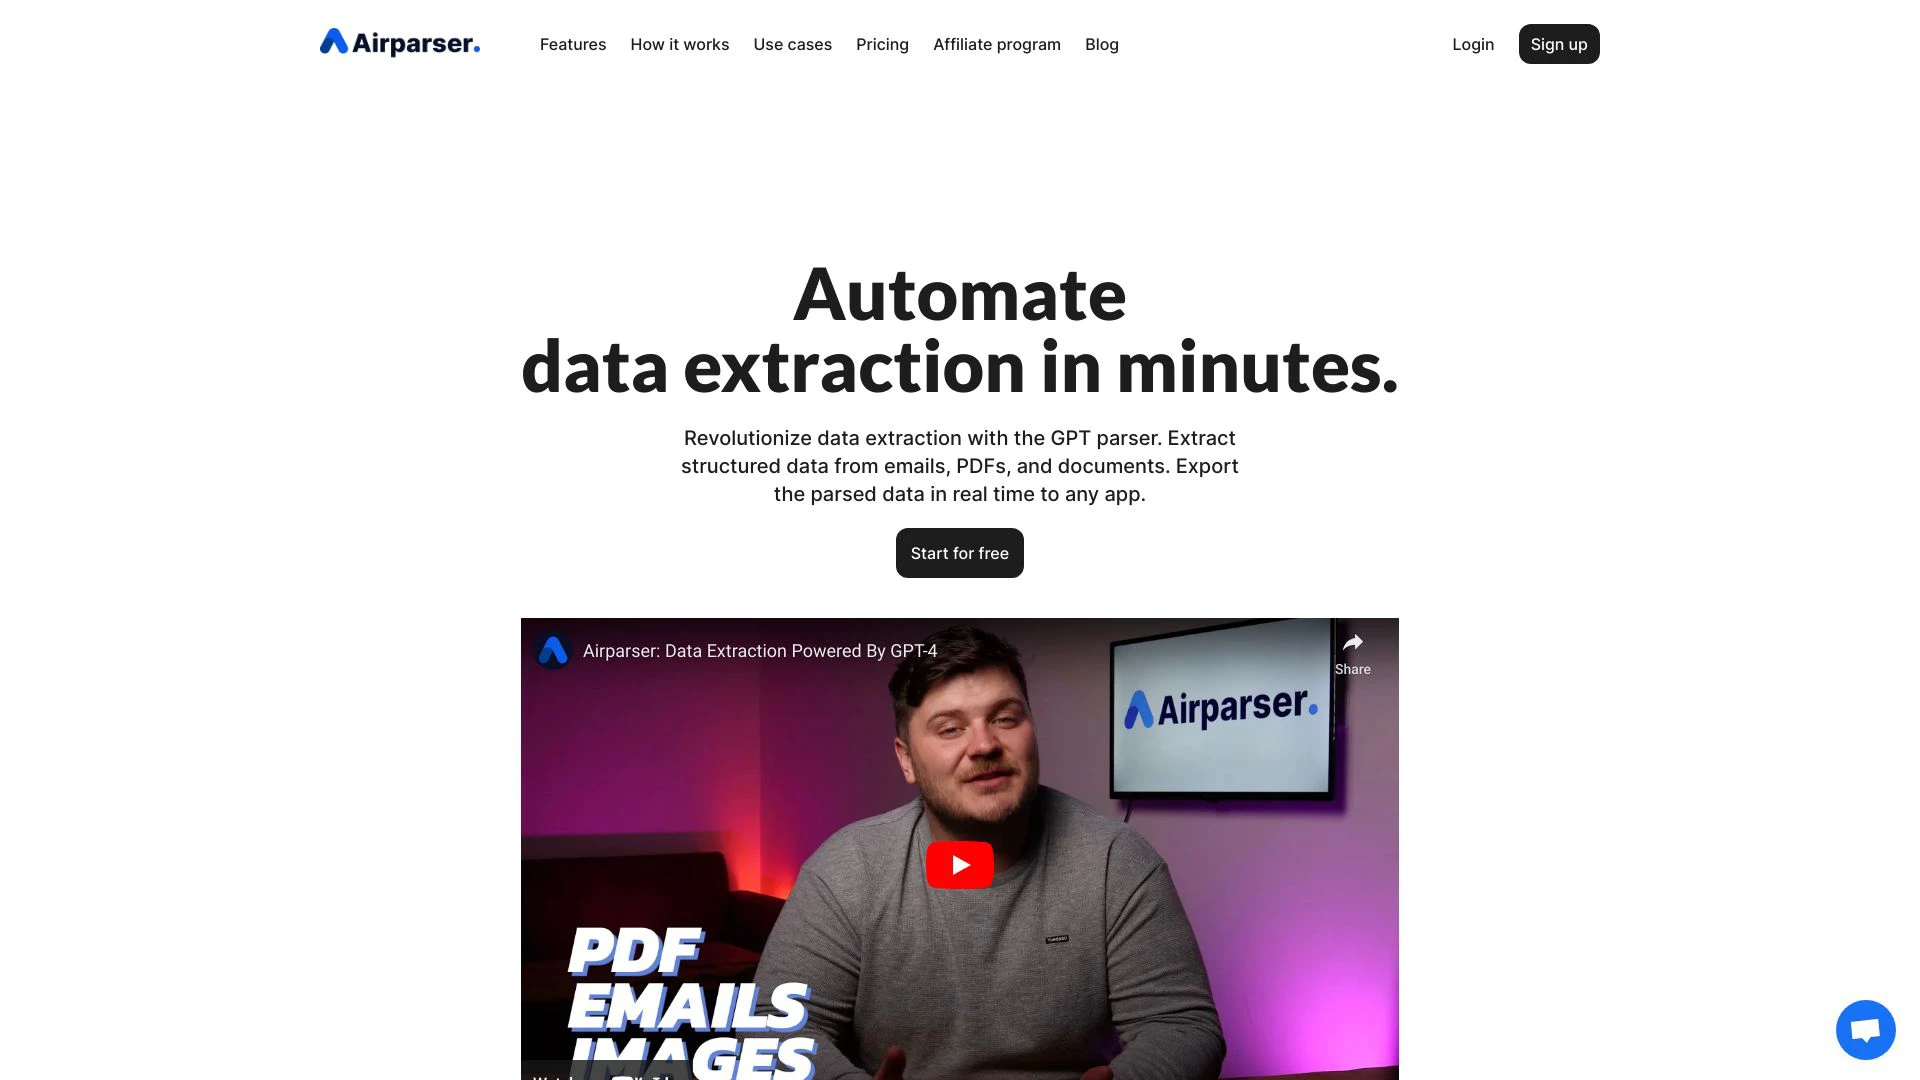 Airparser.
Features
How it works
Use cases
Pricing
Affiliate program
Blog
Login
Sign up
Automate
data extraction in minutes.
Revolutionize data extraction with the GPT parser. Extract
structured data from emails, PDFs, and documents. Export
the parsed data in real time to any app.
Start for free
Airparser: Data Extraction Powered By GPT-4
Share
Airparser.
PDF
EMAILS
IMAGES